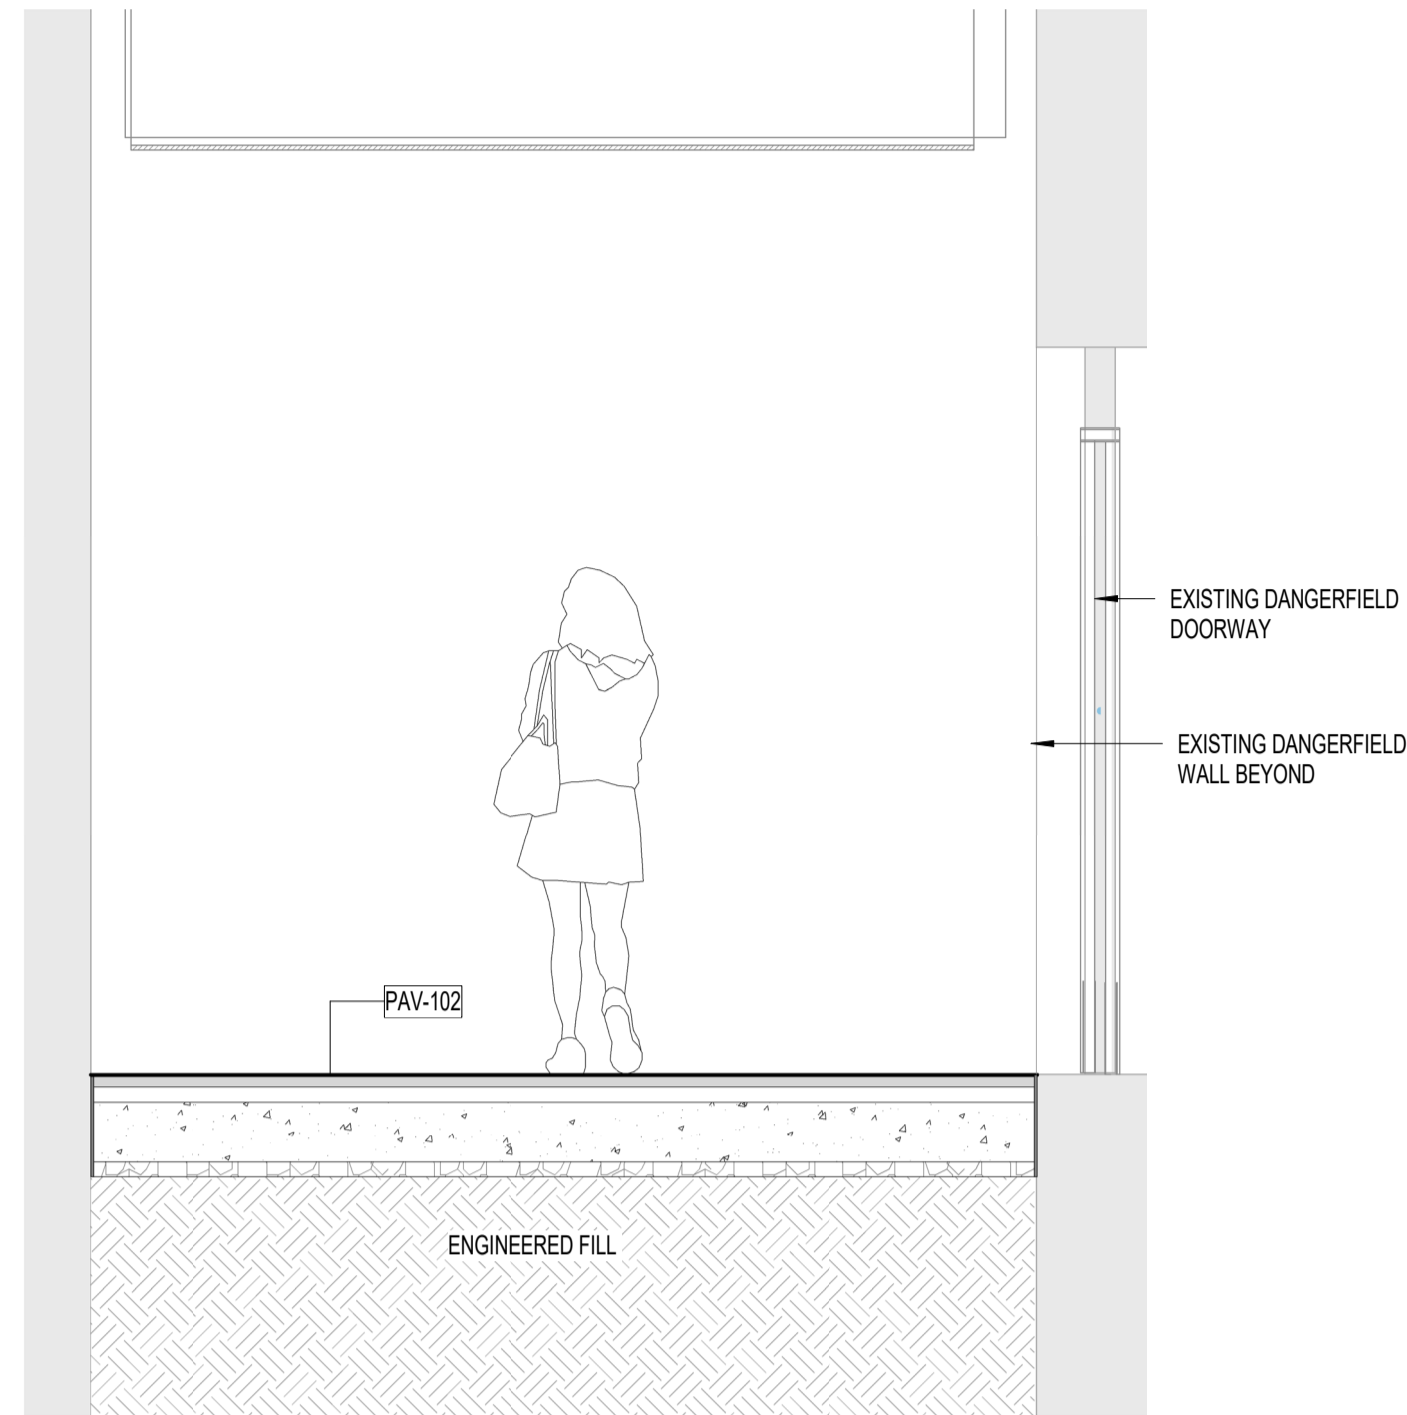 EXISTING DANGERFIELD
DOORWAY
EXISTING DANGERFIELD
WALL BEYOND
PAV-102
ENGINEERED FILL